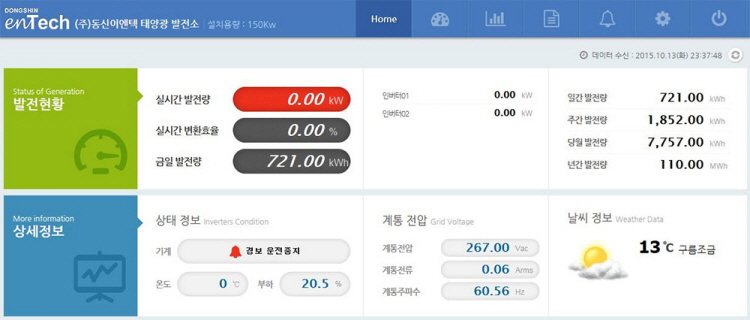 DONGSHIN
enTech (주)동신이엔텍 태양광 발전소 | 설치용량 : 150Kw
Home
데이터 수신 : 2015.10.13(화) 23:37:48
Status of Generation
발전현황
실시간 발전량 0.00 kW
실시간 변환효율 0.00 %
금일 발전량 721.00 kWh
인버터01 0.00 kW
인버터02 0.00 kW
일간 발전량 721.00 kWh
주간 발전량 1,852.00 kWh
당월 발전량 7,757.00 kWh
년간 발전량 110.00 MWh
More information
상세정보
상태 정보 Inverters Condition
기계 경보 운전중지
온도 0 ℃ 부하 20.5 %
계통 전압 Grid Voltage
계통전압 267.00 Vac
계통전류 0.06 Arms
계통주파수 60.56 Hz
날씨 정보 Weather Data
13℃ 구름조금